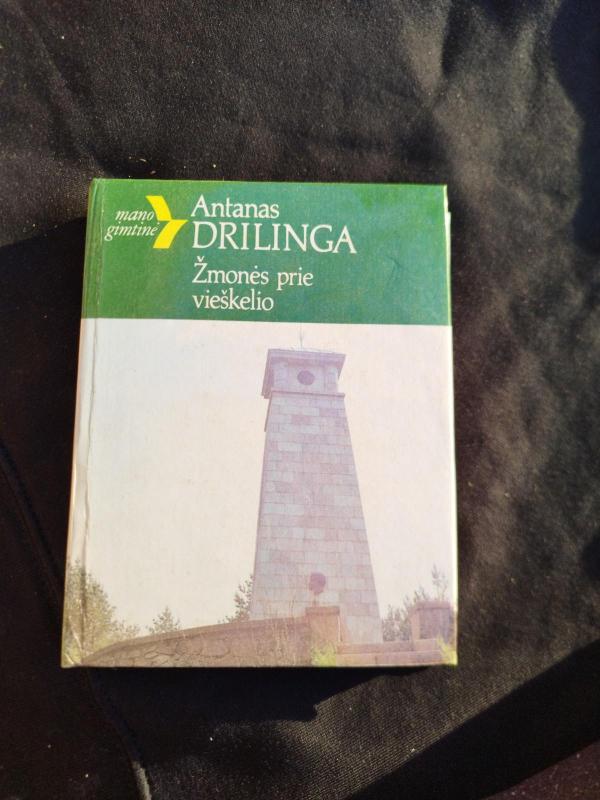 mano
gimtinė
Antanas
DRILINGA
Žmonės prie
vieškelio